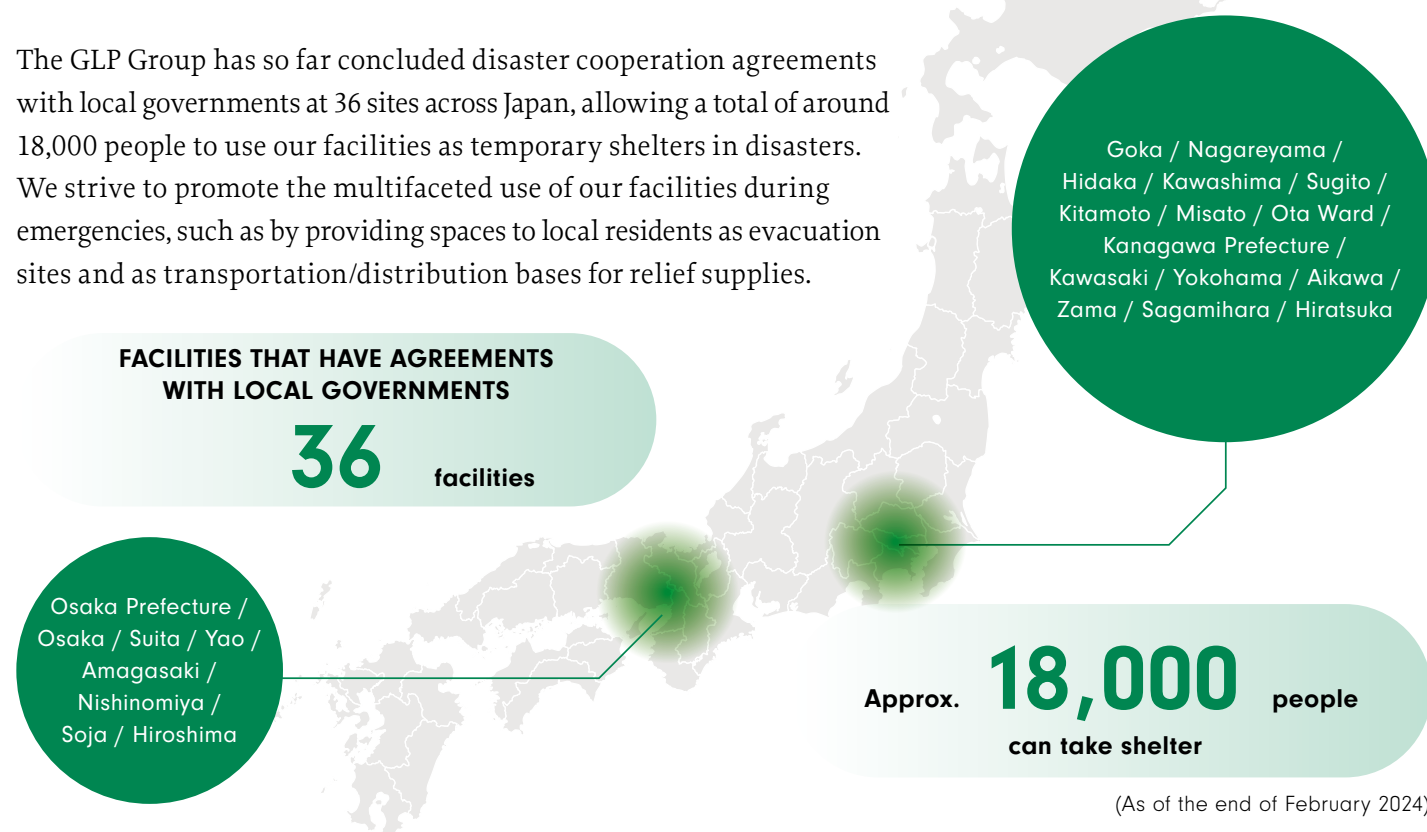 The GLP Group has so far concluded disaster cooperation agreements
with local governments at 36 sites across Japan, allowing a total of around
18,000 people to use our facilities as temporary shelters in disasters.
We strive to promote the multifaceted use of our facilities during
emergencies, such as by providing spaces to local residents as evacuation
sites and as transportation/distribution bases for relief supplies.
Goka / Nagareyama /
Hidaka / Kawashima / Sugito /
Kitamoto / Misato / Ota Ward /
Kanagawa Prefecture /
Kawasaki / Yokohama / Aikawa /
Zama / Sagamihara / Hiratsuka
FACILITIES THAT HAVE AGREEMENTS
WITH LOCAL GOVERNMENTS
36 facilities
Osaka Prefecture /
Osaka / Suita / Yao /
Amagasaki /
Nishinomiya /
Soja / Hiroshima
Approx. 18,000 people
can take shelter
(As of the end of February 2024)